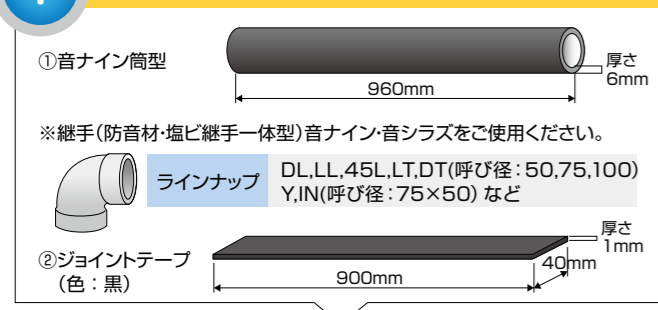 ①音ナイン筒型
厚さ
6mm
960mm
※継手(防音材・塩ビ継手一体型)音ナイン・音シラズをご使用ください。
ラインナップ
DL,LL,45L,LT,DT(呼び径：50,75,100)
Y,IN(呼び径：75×50) など
②ジョイントテープ
(色：黒)
厚さ
1mm
40mm
900mm